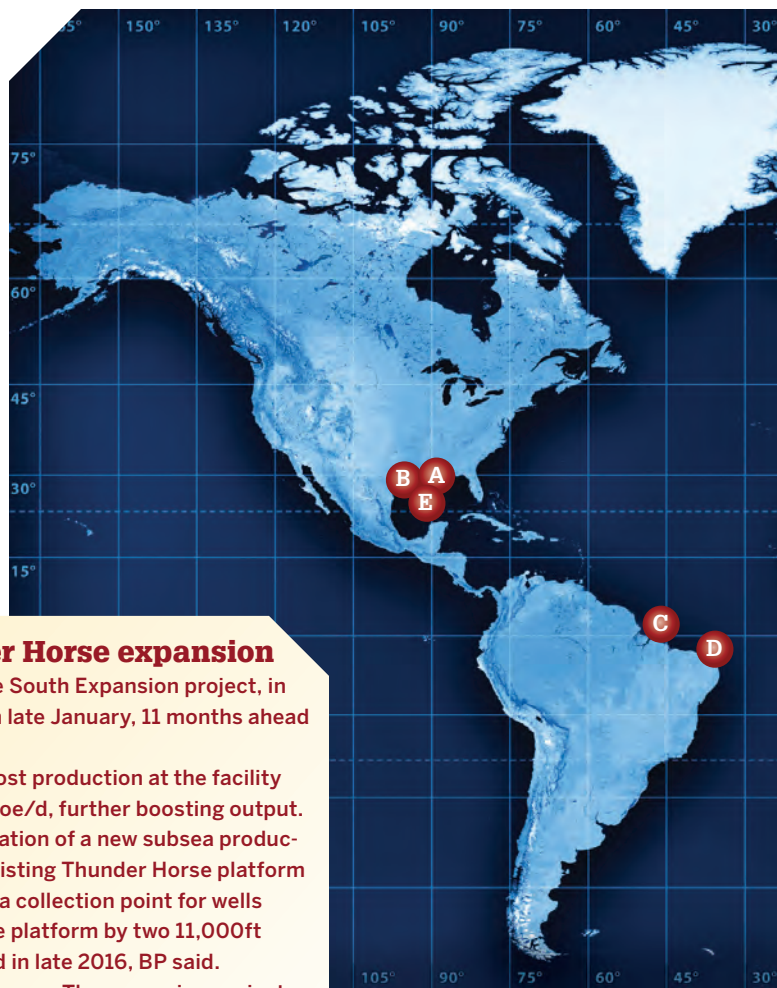 150° 135° 120° 105° 90° 75° 60° 45° 30°
75°
60°
45°
30°
15°
B A
E
C
D
Horse expansion
South Expansion project, in
late January, 11 months ahead
production at the facility
oe/d, further boosting output.
of a new subsea produc-
Thunder Horse platform
a collection point for wells
platform by two 11,000ft
in late 2016, BP said.
105° 90° 75° 60° 45° 30°